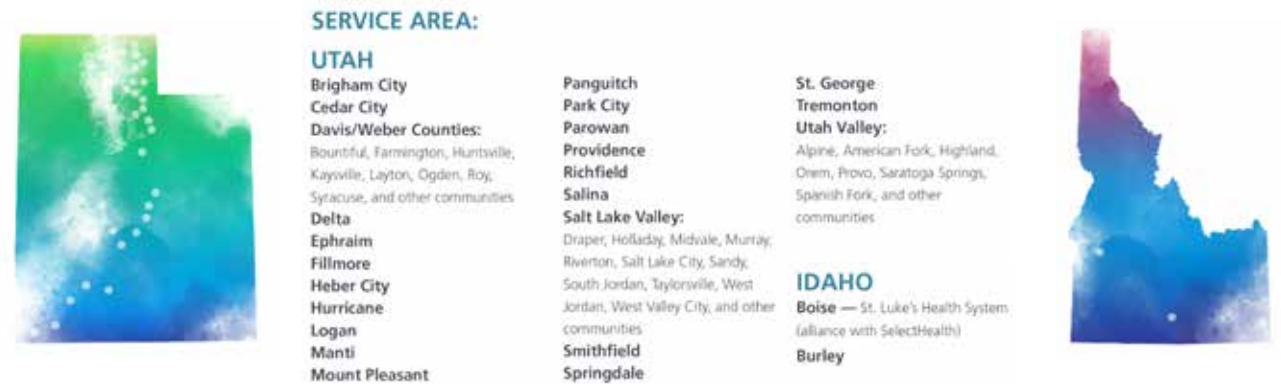 SERVICE AREA:
UTAH
Brigham City
Cedar City
Davis/Weber Counties:
Bountiful, Farmington, Huntsville,
Kaysville, Layton, Ogden, Roy,
Syracuse, and other communities
Delta
Ephraim
Fillmore
Heber City
Hurricane
Logan
Manti
Mount Pleasant
Panguitch
Park City
Parowan
Providence
Richfield
Salina
Salt Lake Valley:
Draper, Holladay, Midvale, Murray,
Riverton, Salt Lake City, Sandy,
South Jordan, Taylorsville, West
Jordan, West Valley City, and other
communities
Smithfield
Springdale
St. George
Tremonton
Utah Valley:
Alpine, American Fork, Highland,
Orem, Provo, Saratoga Springs,
Spanish Fork, and other
communities
IDAHO
Boise — St. Luke's Health System
(alliance with SelectHealth)
Burley